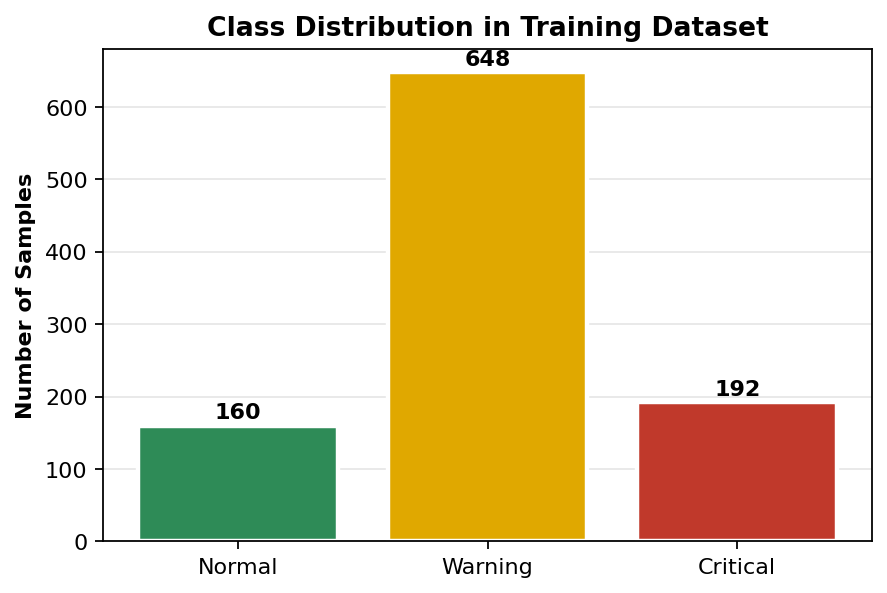 Class Distribution in Training Dataset
Number of Samples
600
500
400
300
200
100
0
648
160
192
Normal
Warning
Critical